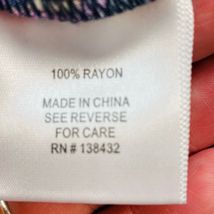 100% RAYON
MADE IN CHINA
SEE REVERSE
FOR CARE
RN# 138432